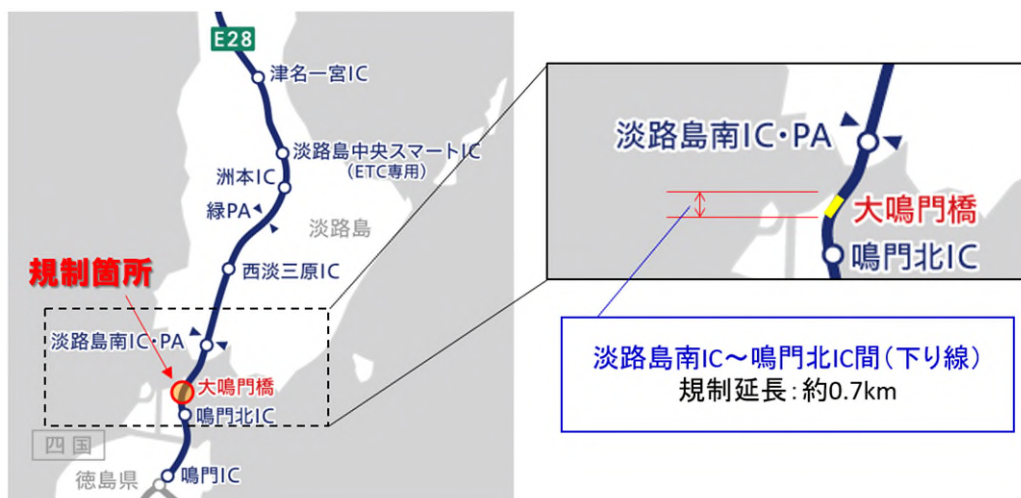 E28
津名一宮IC
淡路島中央スマートIC
(ETC専用)
洲本IC
緑PA
淡路島
西淡三原IC
規制箇所
淡路島南IC・PA
大鳴門橋
鳴門北IC
四国
徳島県
鳴門IC
淡路島南IC・PA
大鳴門橋
鳴門北IC
淡路島南IC～鳴門北IC間(下り線)
規制延長:約0.7km